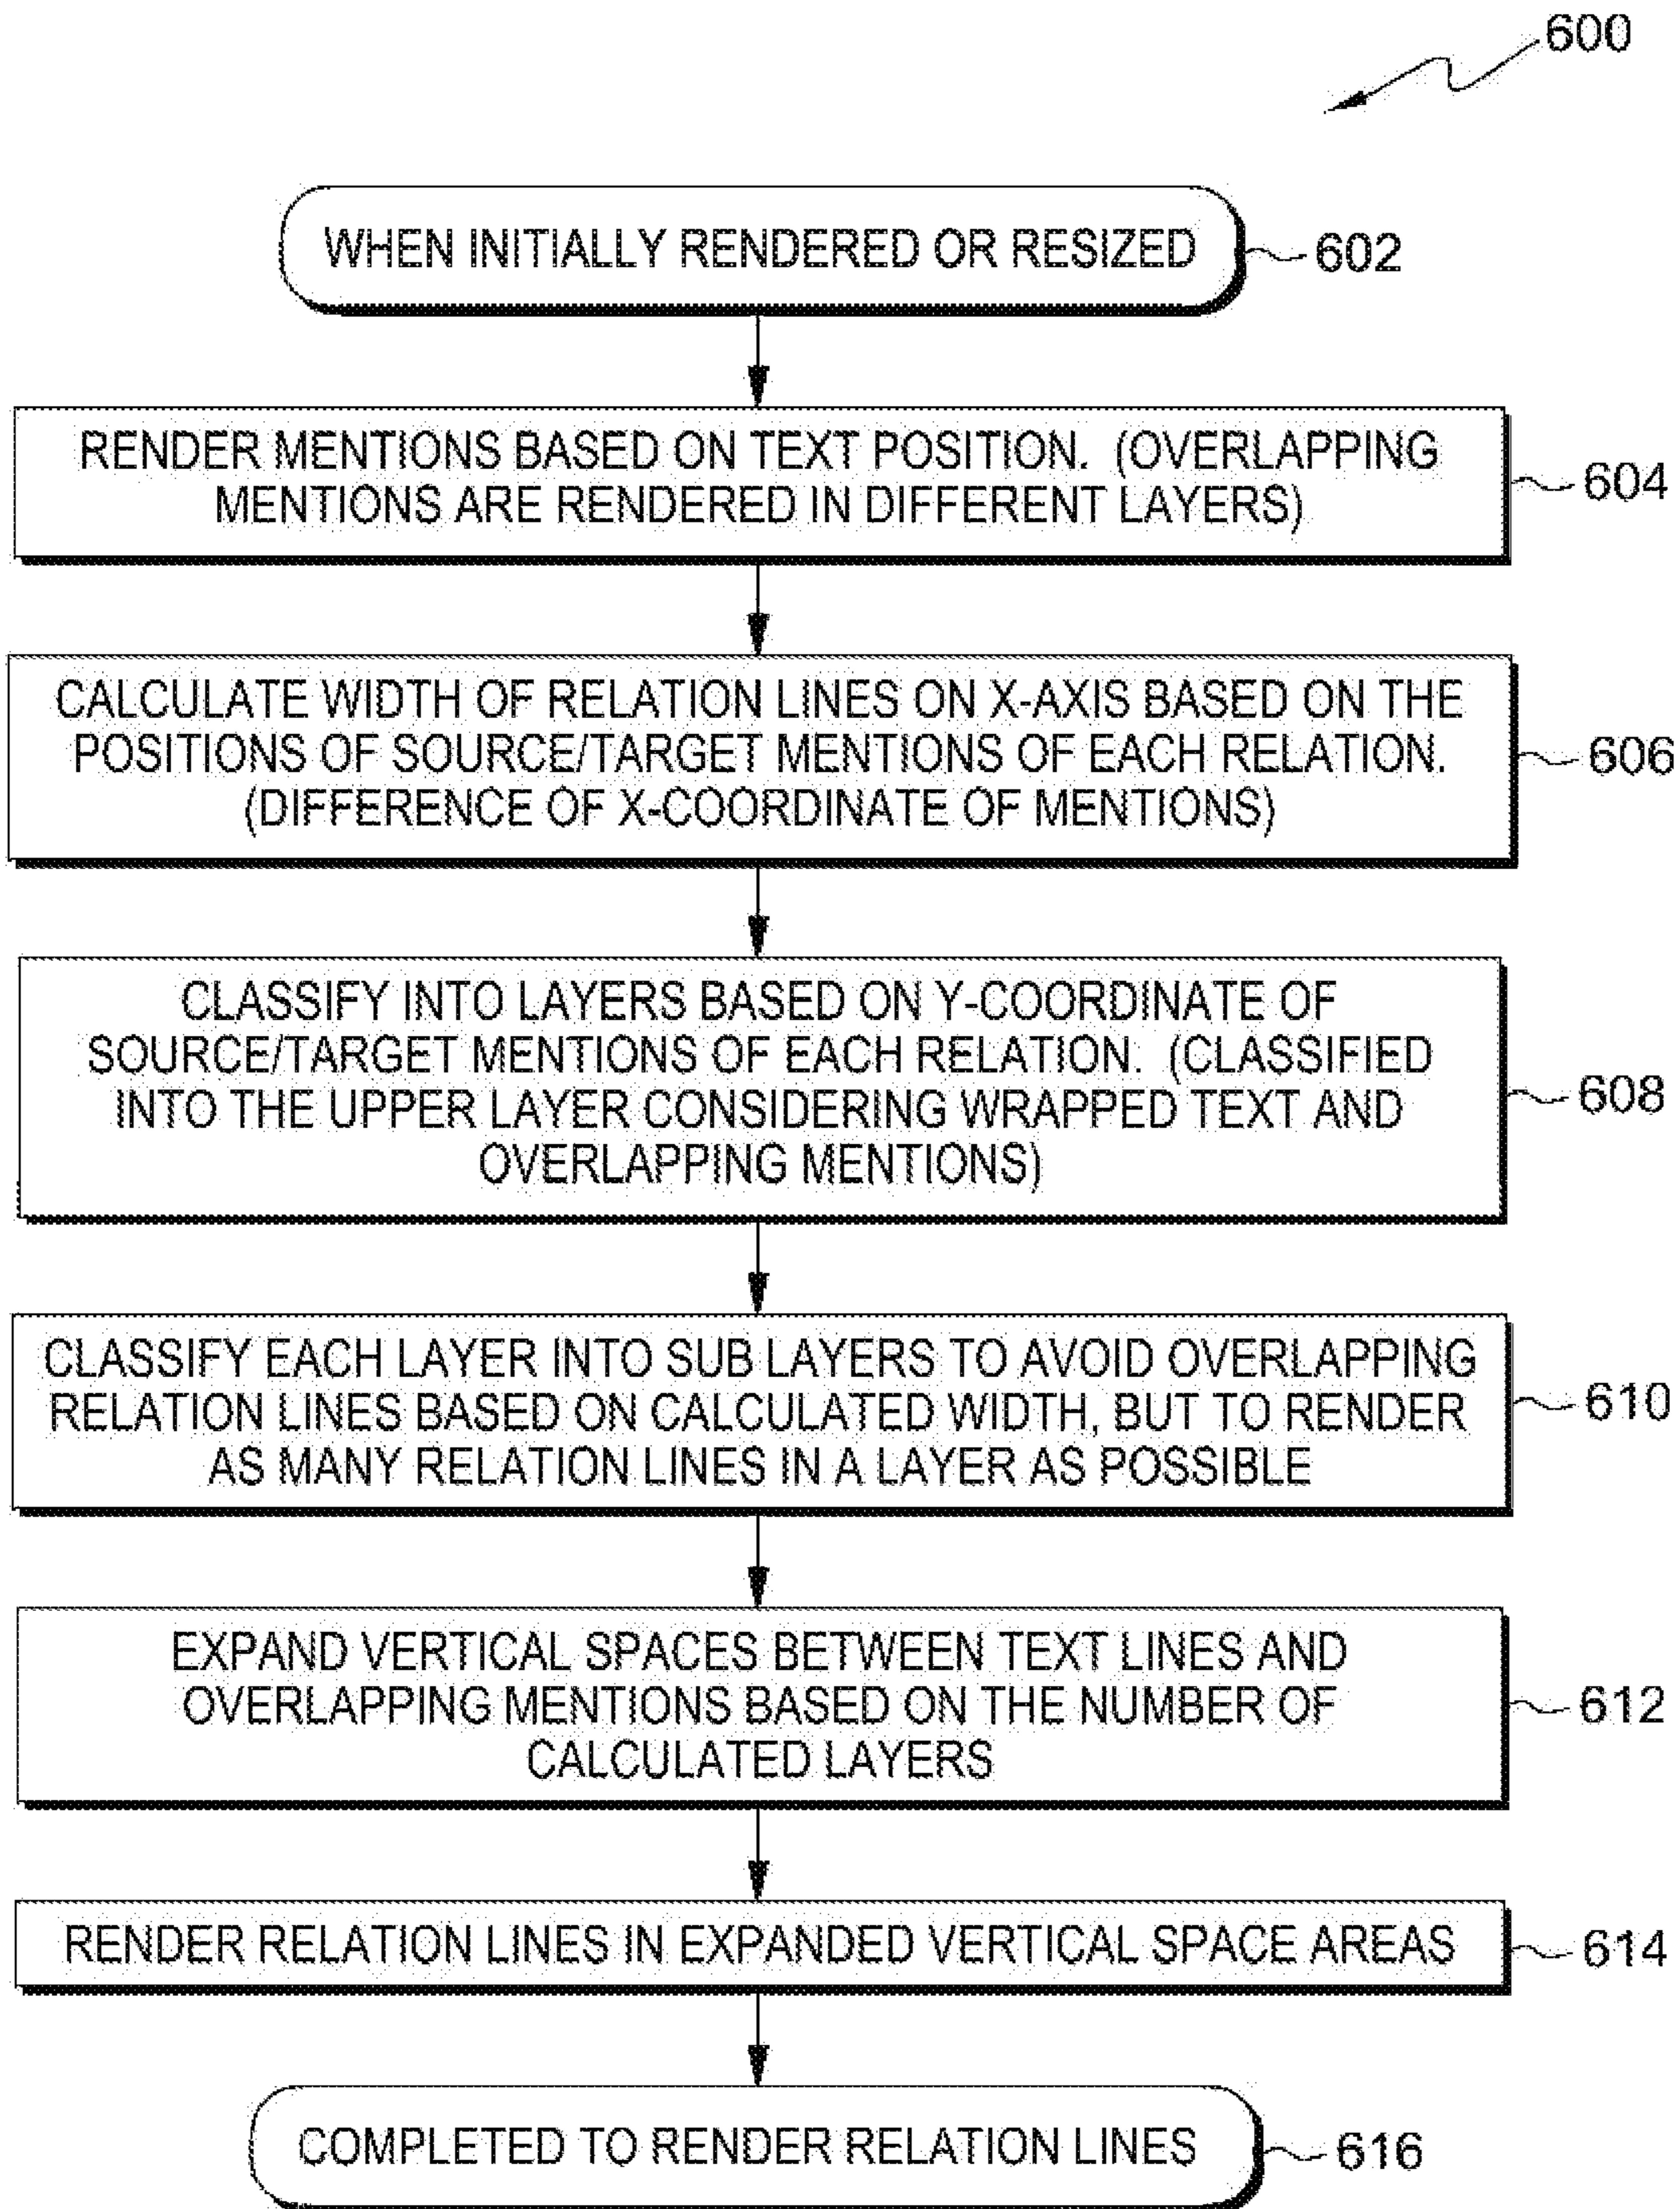 600
WHEN INITIALLY RENDERED OR RESIZED
602
RENDER MENTIONS BASED ON TEXT POSITION. (OVERLAPPING
MENTIONS ARE RENDERED IN DIFFERENT LAYERS)
604
CALCULATE WIDTH OF RELATION LINES ON X-AXIS BASED ON THE
POSITIONS OF SOURCE/TARGET MENTIONS OF EACH RELATION.
(DIFFERENCE OF X-COORDINATE OF MENTIONS)
606
CLASSIFY INTO LAYERS BASED ON Y-COORDINATE OF
SOURCE/TARGET MENTIONS OF EACH RELATION. (CLASSIFIED
INTO THE UPPER LAYER CONSIDERING WRAPPED TEXT AND
OVERLAPPING MENTIONS)
608
CLASSIFY EACH LAYER INTO SUB LAYERS TO AVOID OVERLAPPING
RELATION LINES BASED ON CALCULATED WIDTH, BUT TO RENDER
AS MANY RELATION LINES IN A LAYER AS POSSIBLE
610
EXPAND VERTICAL SPACES BETWEEN TEXT LINES AND
OVERLAPPING MENTIONS BASED ON THE NUMBER OF
CALCULATED LAYERS
612
RENDER RELATION LINES IN EXPANDED VERTICAL SPACE AREAS
614
COMPLETED TO RENDER RELATION LINES
616